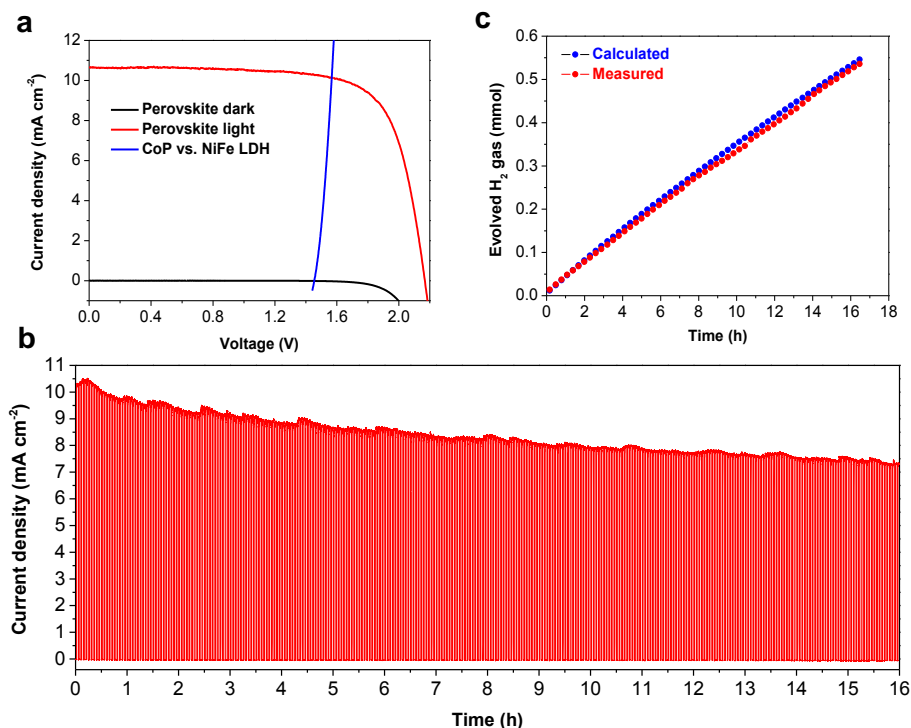 a
Current density (mA cm-2)
12
10
8
6
4
2
0
0.0 0.4 0.8 1.2 1.6 2.0
Voltage (V)
Perovskite dark
Perovskite light
CoP vs. NiFe LDH
c
Evolved H2 gas (mmol)
0.6
0.5
0.4
0.3
0.2
0.1
0.0
0 2 4 6 8 10 12 14 16 18
Time (h)
Calculated
Measured
b
Current density (mA cm-2)
11
10
9
8
7
6
5
4
3
2
1
0
0 1 2 3 4 5 6 7 8 9 10 11 12 13 14 15 16
Time (h)